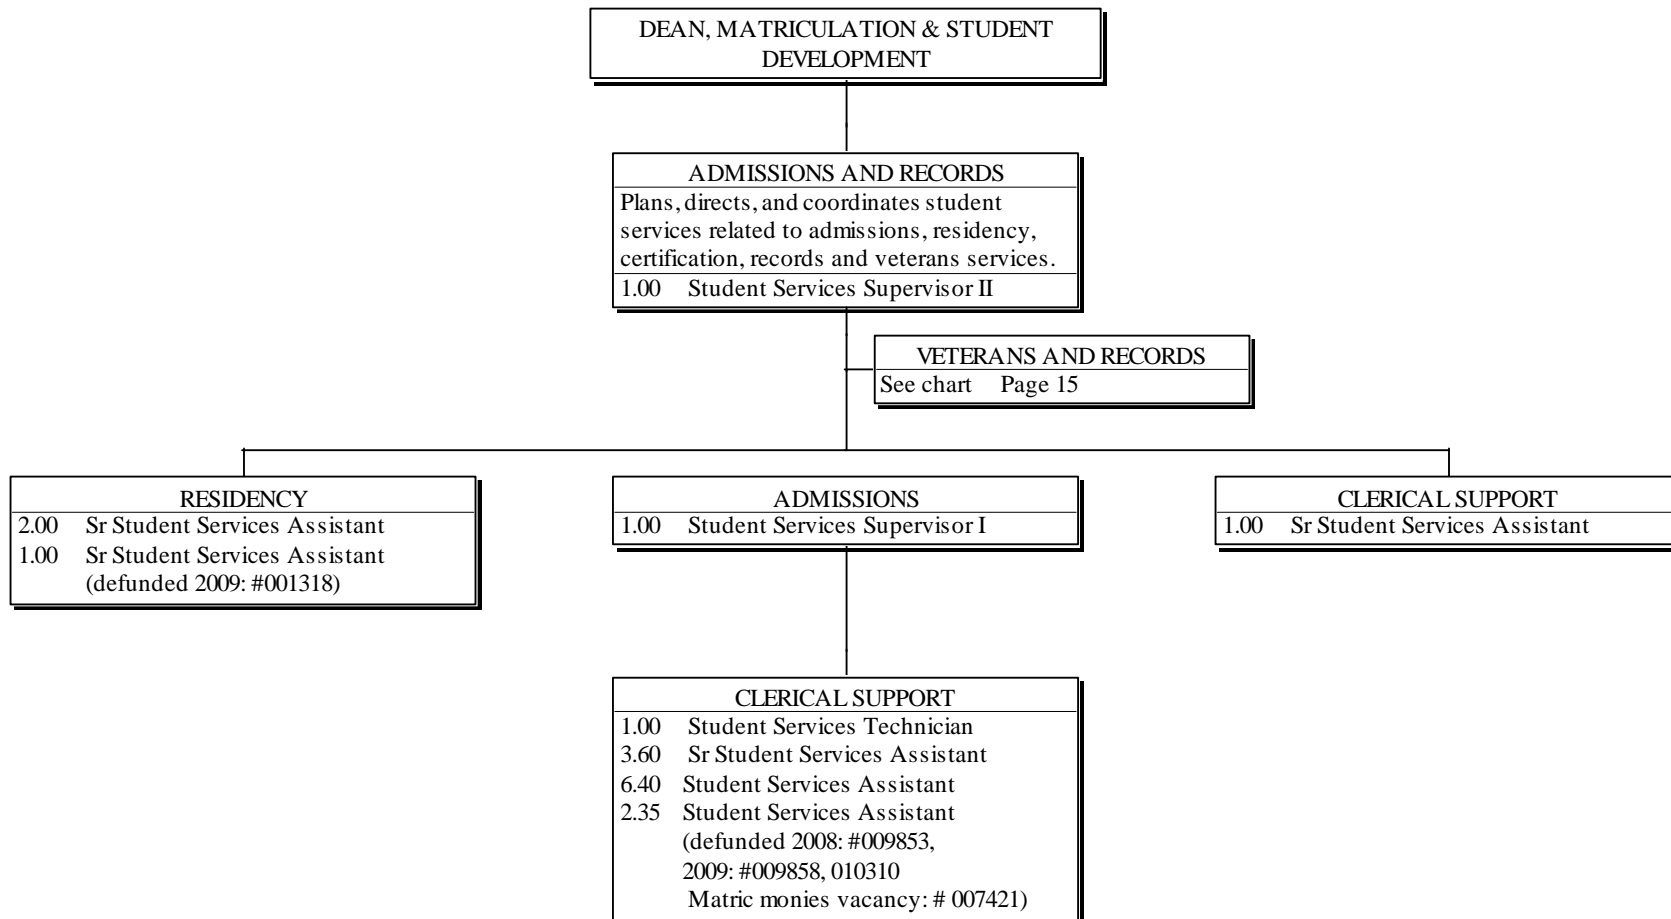 DEAN, MATRICULATION & STUDENT
DEVELOPMENT
ADMISSIONS AND RECORDS
Plans, directs, and coordinates student
services related to admissions, residency,
certification, records and veterans services.
1.00 Student Services Supervisor II
VETERANS AND RECORDS
See chart Page 15
RESIDENCY
2.00 Sr Student Services Assistant
1.00 Sr Student Services Assistant
(defunded 2009: #001318)
ADMISSIONS
1.00 Student Services Supervisor I
CLERICAL SUPPORT
1.00 Sr Student Services Assistant
CLERICAL SUPPORT
1.00 Student Services Technician
3.60 Sr Student Services Assistant
6.40 Student Services Assistant
2.35 Student Services Assistant
(defunded 2008: #009853,
2009: #009858, 010310
Matric monies vacancy: # 007421)